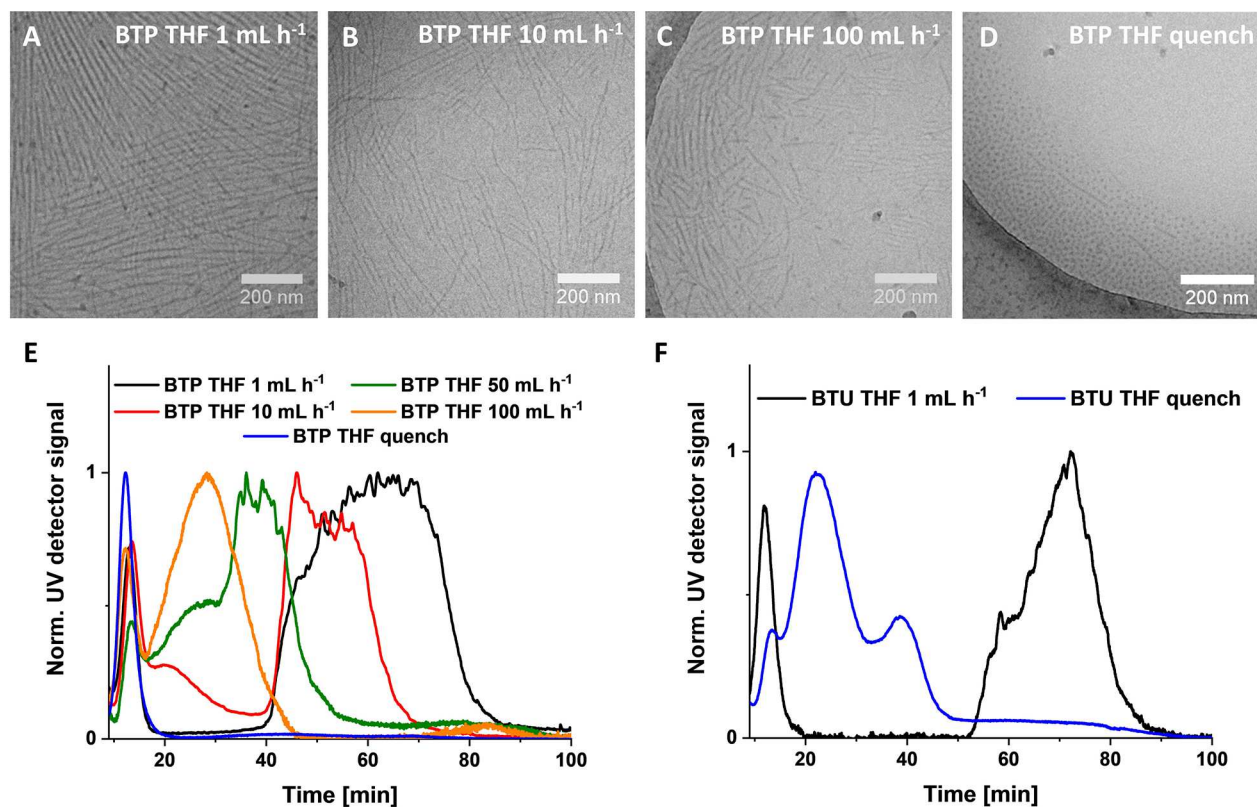 A
BTP THF 1 mL h⁻¹
200 nm
B
BTP THF 10 mL h⁻¹
200 nm
C
BTP THF 100 mL h⁻¹
200 nm
D
BTP THF quench
200 nm
E
BTP THF 1 mL h⁻¹
BTP THF 50 mL h⁻¹
BTP THF 10 mL h⁻¹
BTP THF 100 mL h⁻¹
BTP THF quench
Norm. UV detector signal
1
0
20
40
60
80
100
Time [min]
F
BTU THF 1 mL h⁻¹
BTU THF quench
Norm. UV detector signal
1
0
20
40
60
80
100
Time [min]